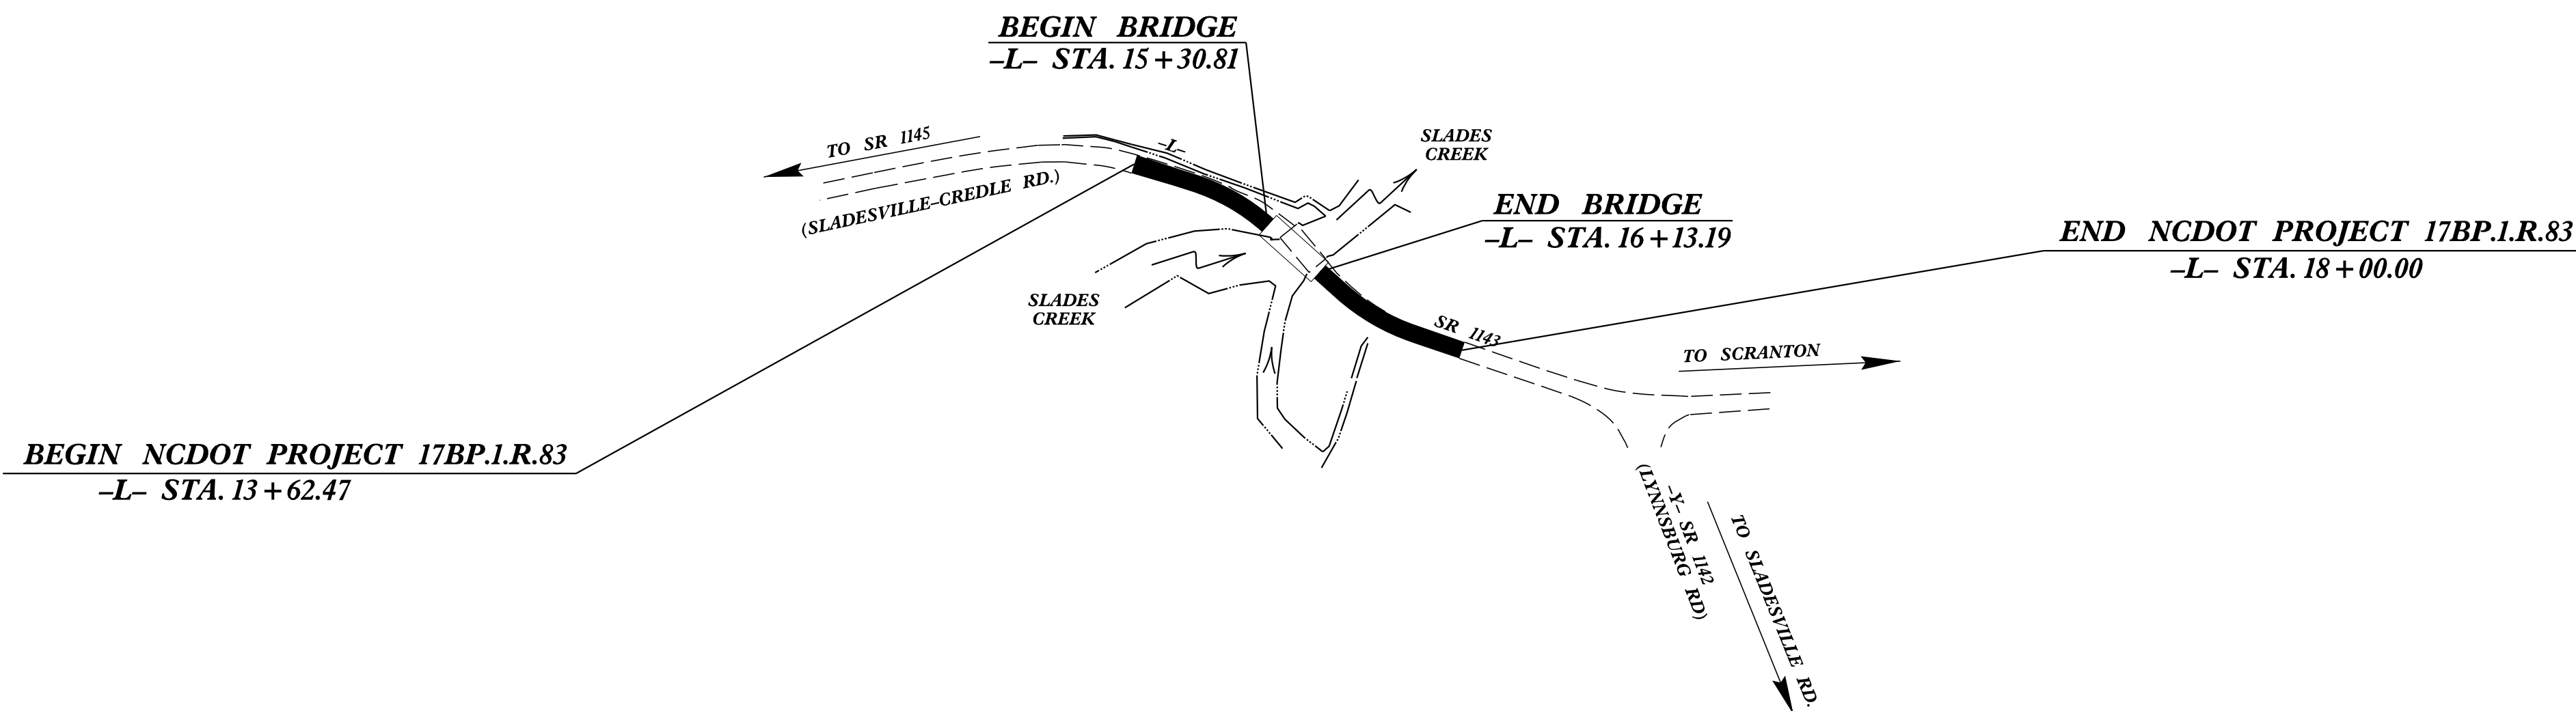 BEGIN BRIDGE
–L– STA. 15+30.81
TO SR 1145
–L–
SLADES
CREEK
(SLADESVILLE–CREDLE RD.)
END BRIDGE
–L– STA. 16+13.19
END NCDOT PROJECT 17BP.1.R.83
–L– STA. 18+00.00
SLADES
CREEK
SR 1143
TO SCRANTON
BEGIN NCDOT PROJECT 17BP.1.R.83
–L– STA. 13+62.47
–Y– SR 1142
(LYNNSBURG RD)
TO SLADESVILLE RD.